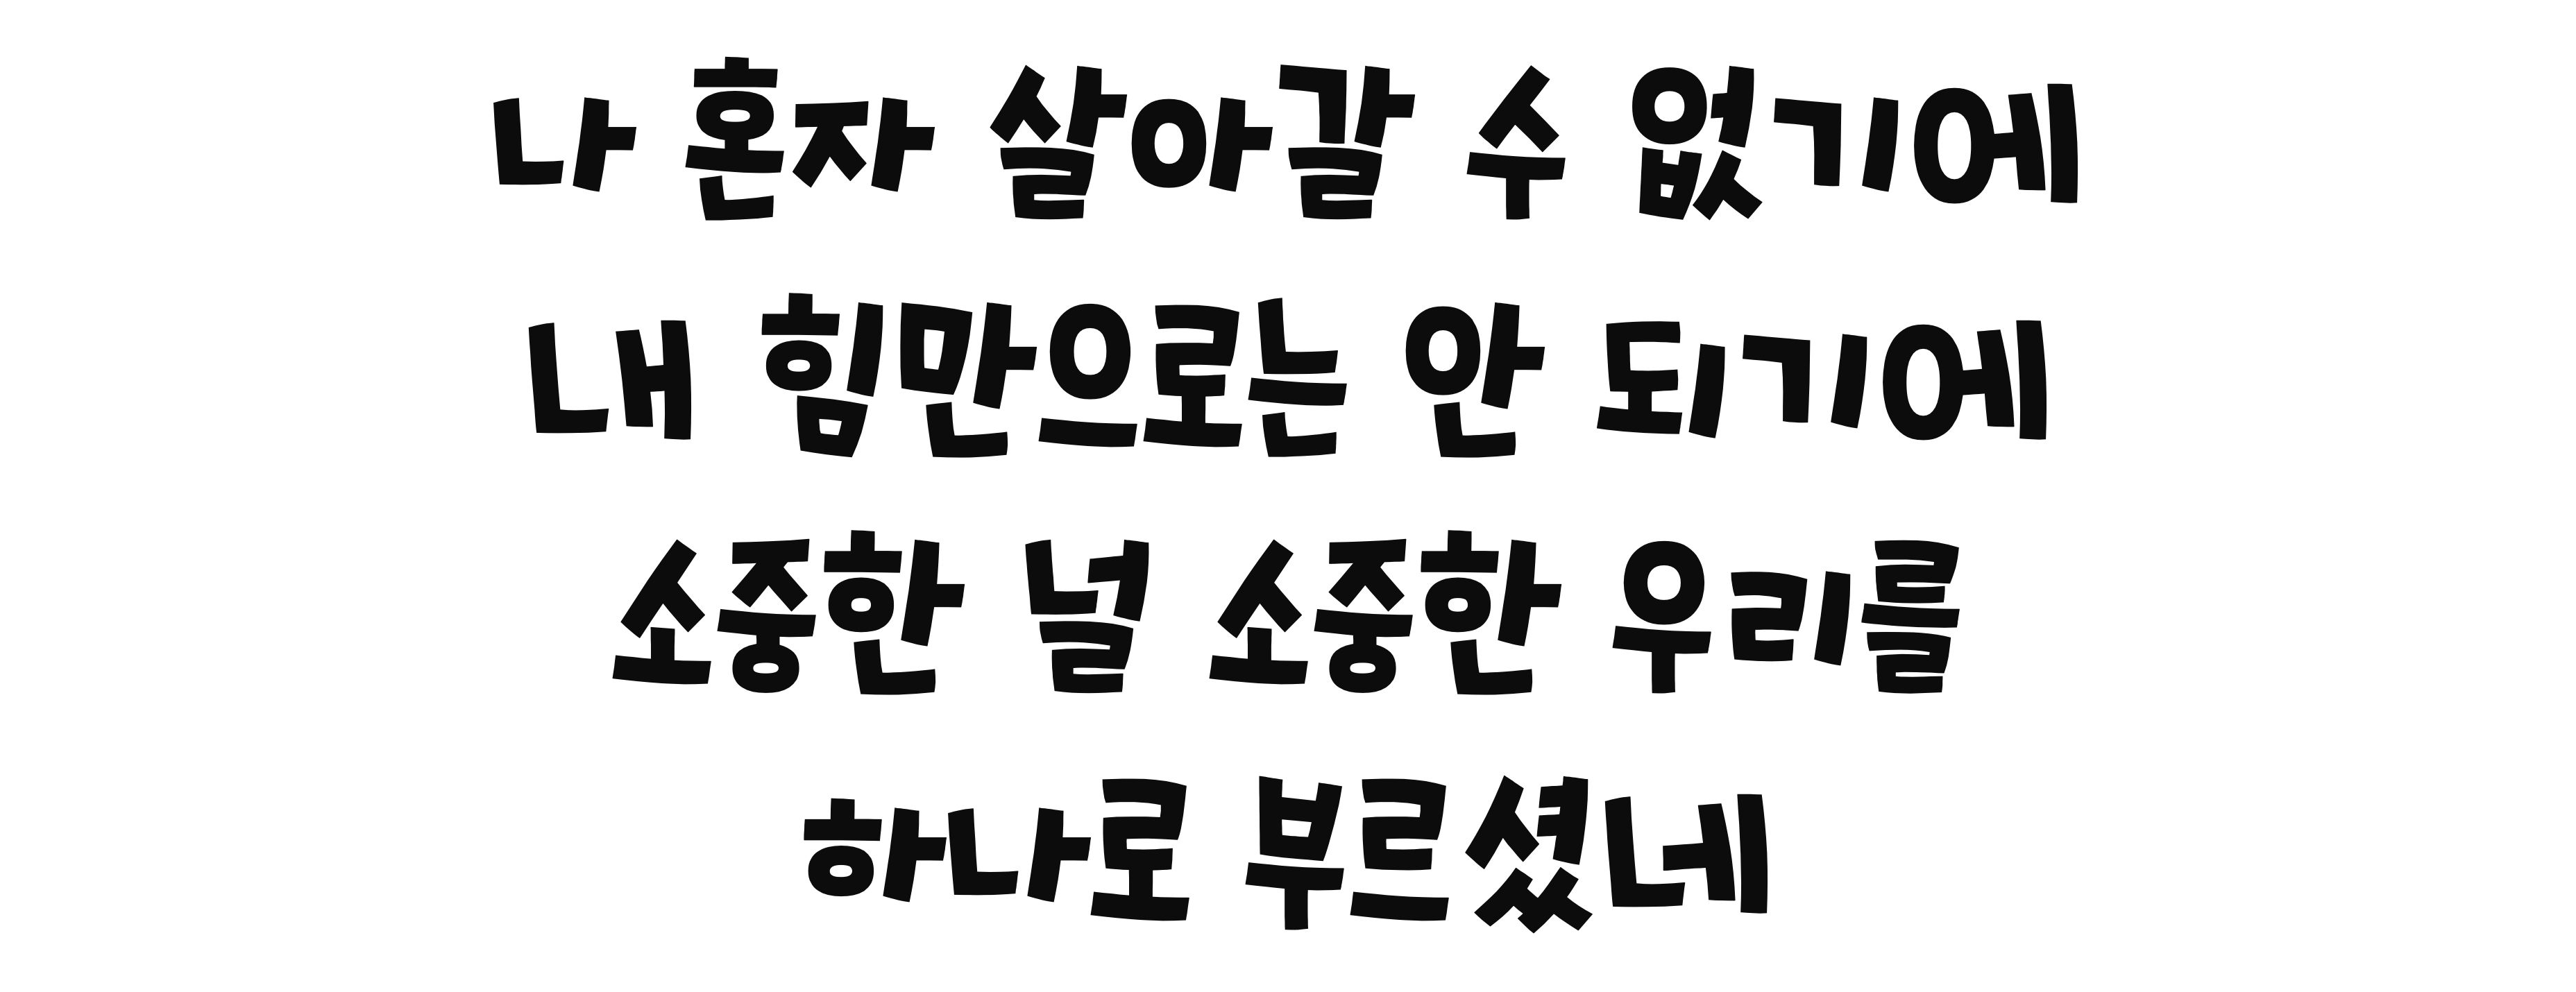 나 혼자 살아갈 수 없기에
내 힘만으로는 안 되기에
소중한 널 소중한 우리를
하나로 부르셨네